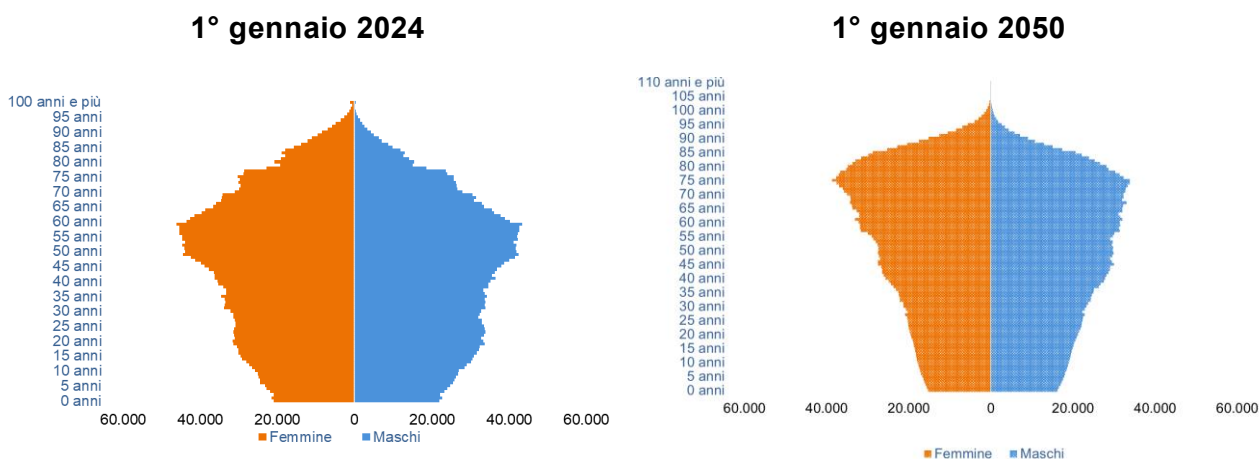 1° gennaio 2024
100 anni e più
95 anni
90 anni
85 anni
80 anni
75 anni
70 anni
65 anni
60 anni
55 anni
50 anni
45 anni
40 anni
35 anni
30 anni
25 anni
20 anni
15 anni
10 anni
5 anni
0 anni
60.000 40.000 20.000 0 20.000 40.000 60.000
Femmine Maschi
1° gennaio 2050
110 anni e più
105 anni
100 anni
95 anni
90 anni
85 anni
80 anni
75 anni
70 anni
65 anni
60 anni
55 anni
50 anni
45 anni
40 anni
35 anni
30 anni
25 anni
20 anni
15 anni
10 anni
5 anni
0 anni
60.000 40.000 20.000 0 20.000 40.000 60.000
Femmine Maschi